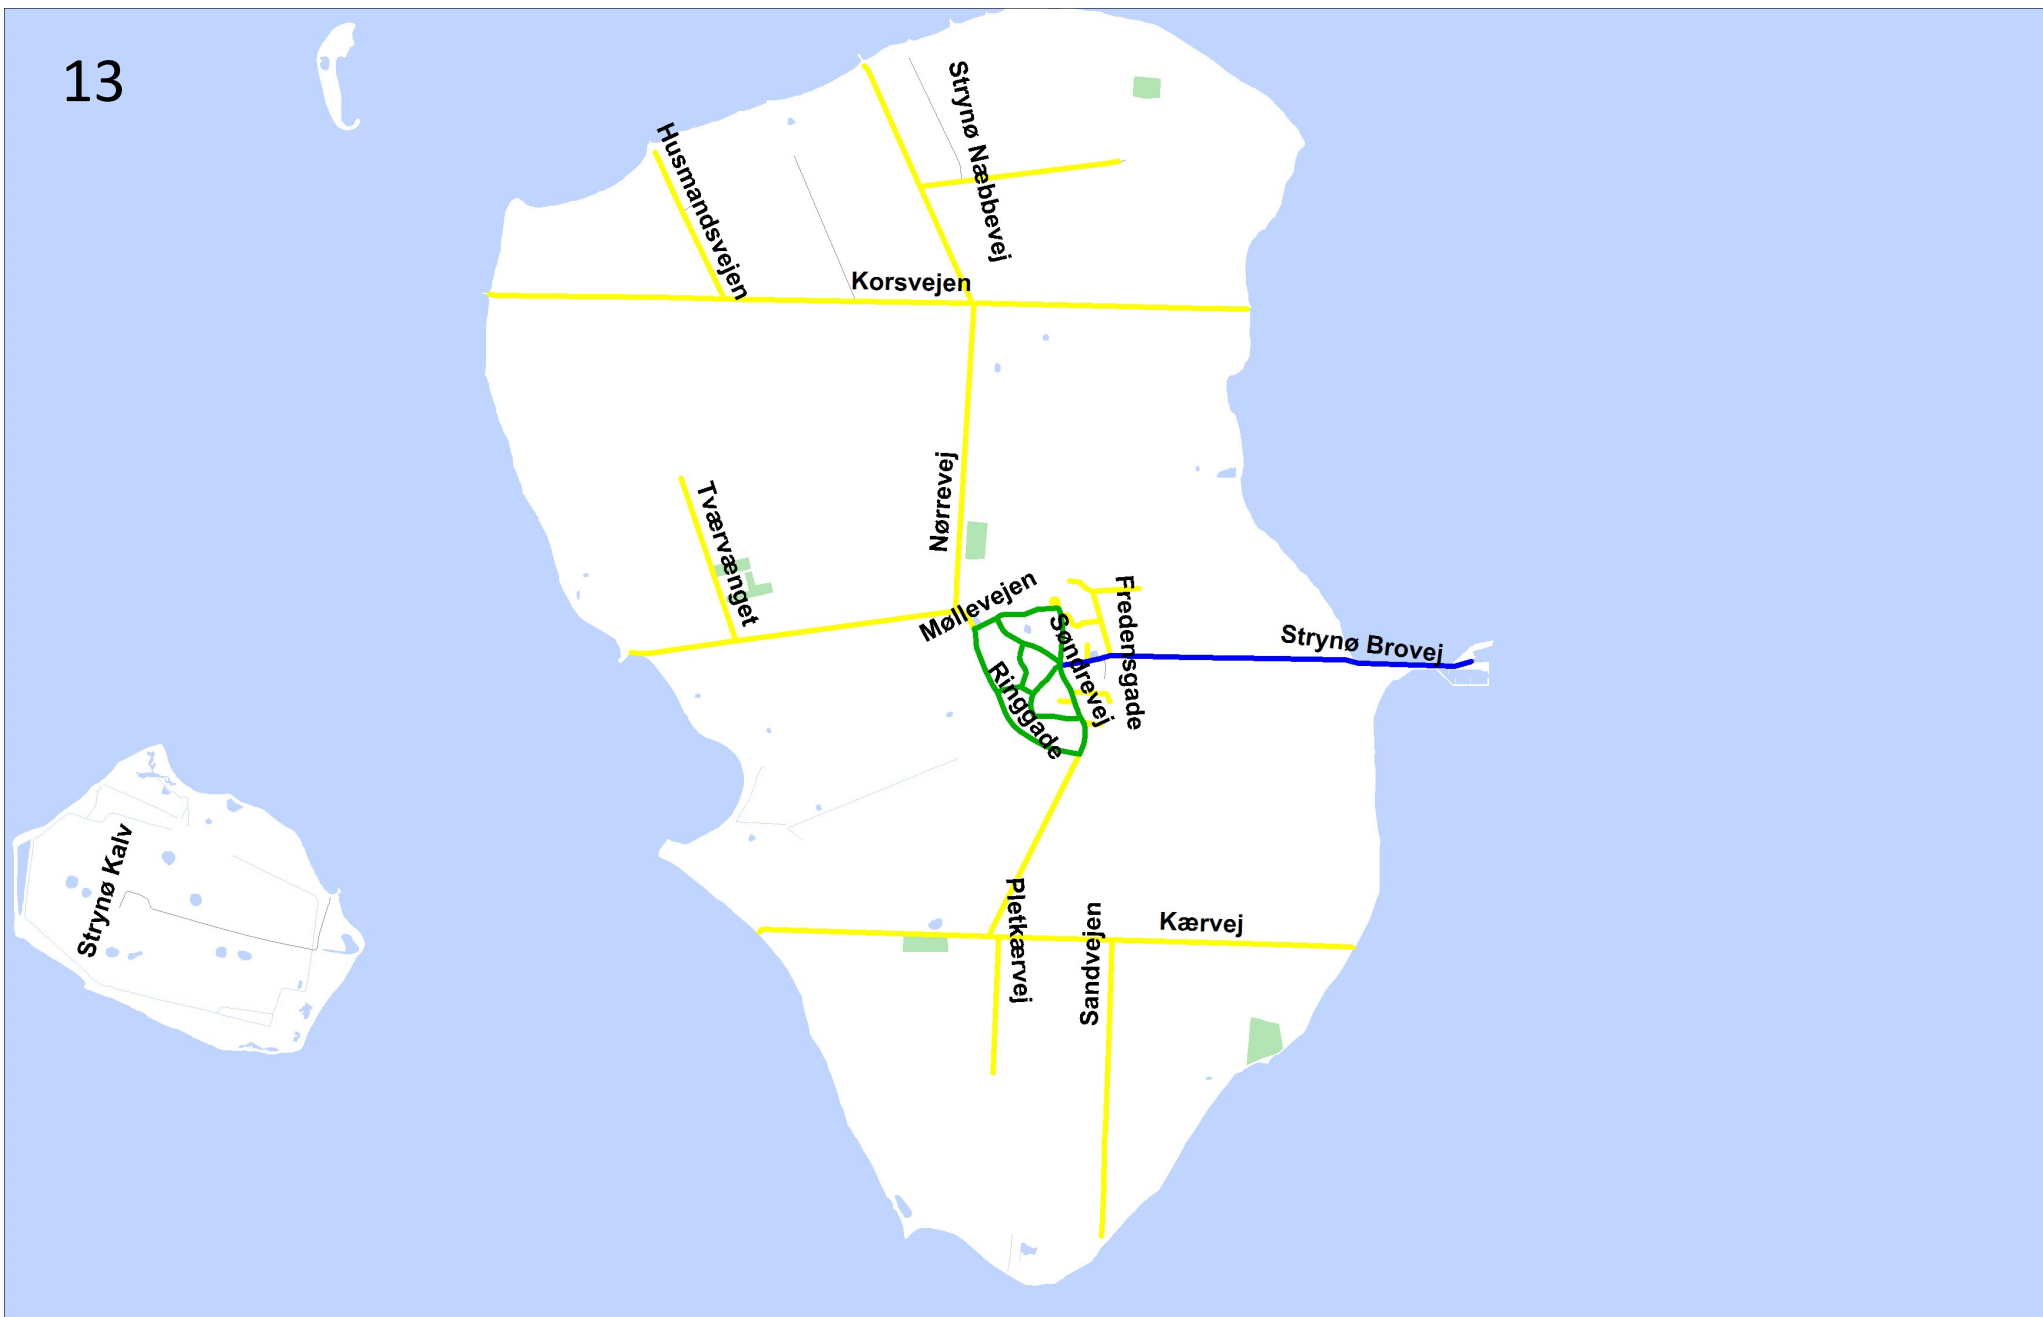 13
Strynø Næbbevej
Husmandsvejen
Korsvejen
Nørrevej
Tværvænget
Møllevejen
Fredensgade
Søndrevej
Strynø Brovej
Ringgade
Strynø Kalv
Pletkærvej
Sandvejen
Kærvej